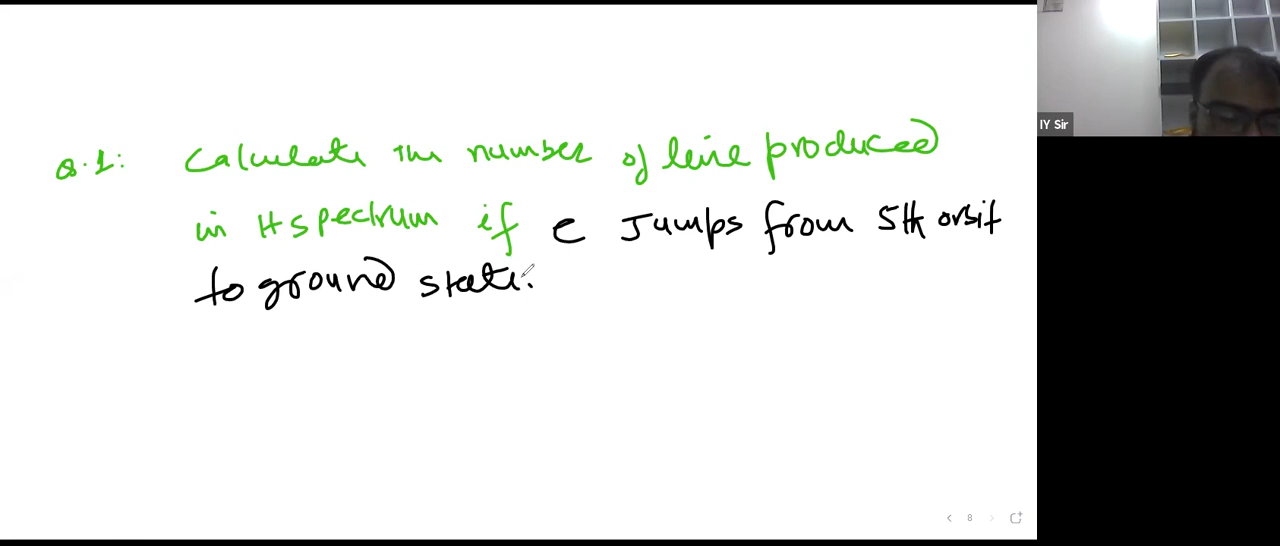 Q.1: Calculate the number of line produced
in H spectrum if e Jumps from 5th orbit
to ground state.
IY Sir
8